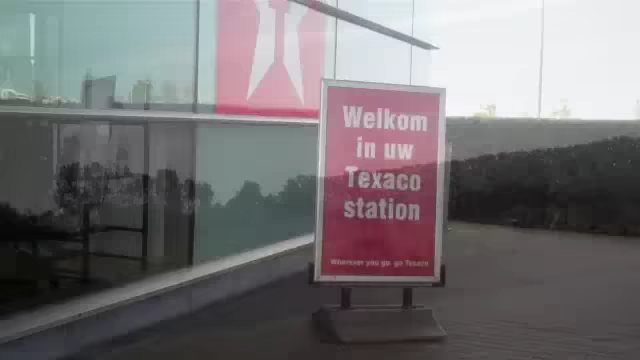 Welkom
in uw
Texaco
station
Wherever you go, go Texaco